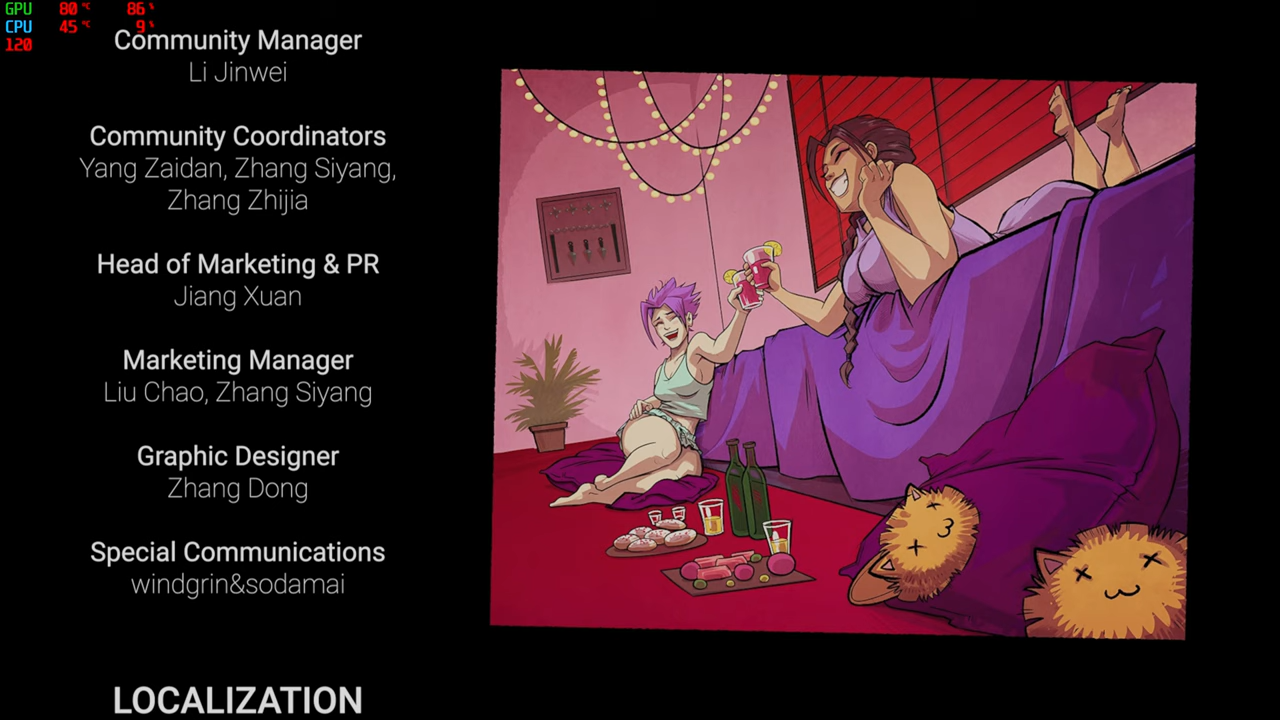 GPU 80 °C 86 %
CPU 45 °C 9 %
120
Community Manager
Li Jinwei
Community Coordinators
Yang Zaidan, Zhang Siyang,
Zhang Zhijia
Head of Marketing & PR
Jiang Xuan
Marketing Manager
Liu Chao, Zhang Siyang
Graphic Designer
Zhang Dong
Special Communications
windgrin&sodamai
LOCALIZATION